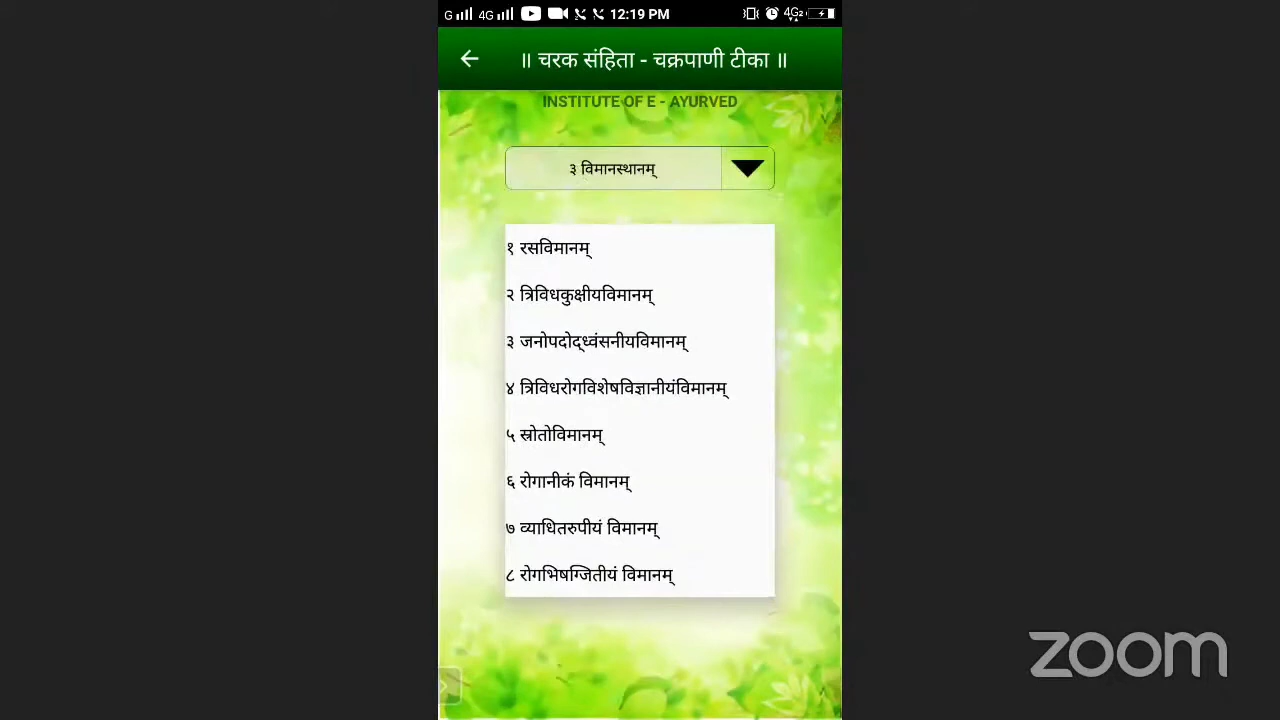 G 4G 12:19 PM 4G2
॥ चरक संहिता - चक्रपाणी टीका ॥
INSTITUTE OF E - AYURVED
३ विमानस्थानम्
१ रसविमानम्
२ त्रिविधकुक्षीयविमानम्
३ जनोपदोद्ध्वंसनीयविमानम्
४ त्रिविधरोगविशेषविज्ञानीयंविमानम्
५ स्रोतोविमानम्
६ रोगानीकं विमानम्
७ व्याधितरुपीयं विमानम्
८ रोगभिषग्जितीयं विमानम्
zoom